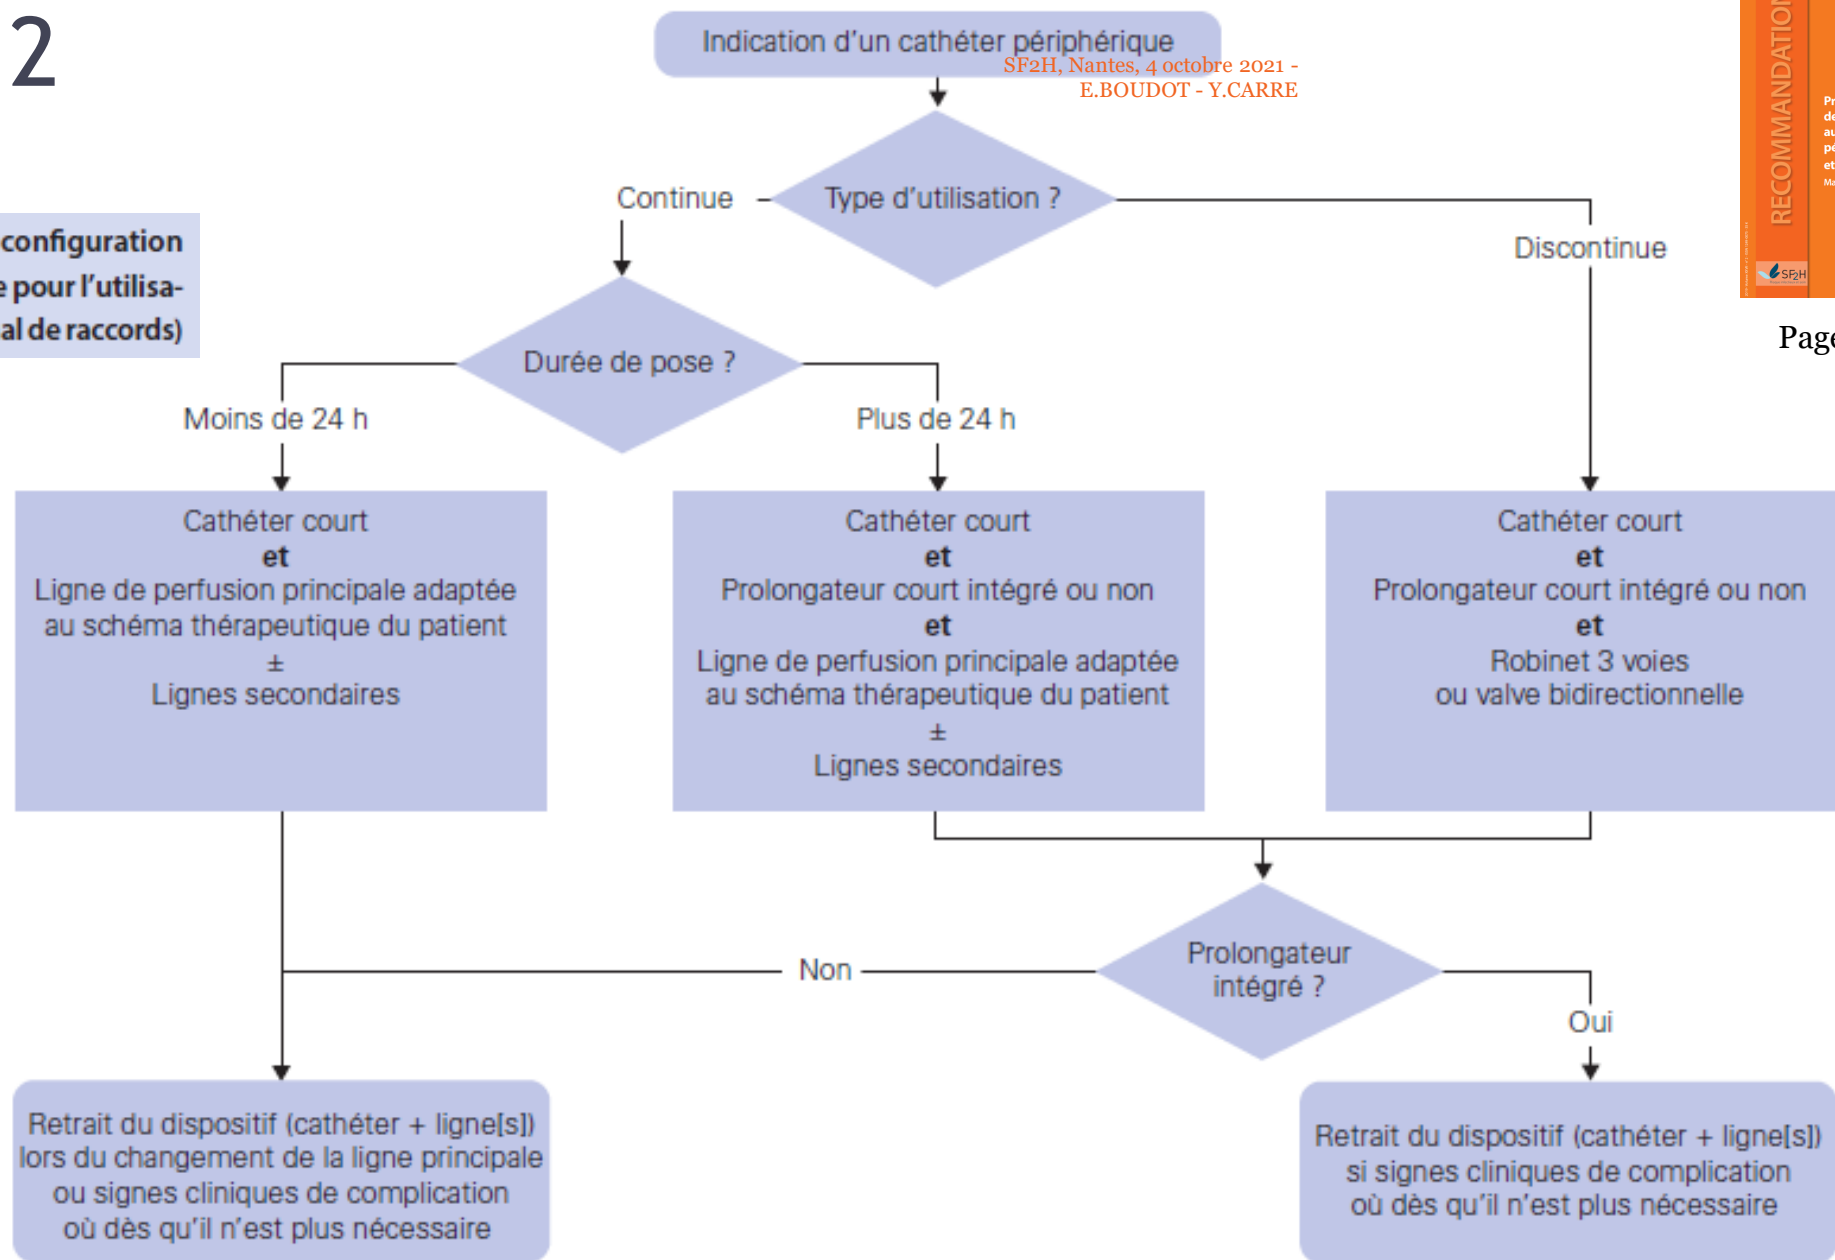 2
Indication d'un cathéter périphérique
SF2H, Nantes, 4 octobre 2021 -
E.BOUDOT - Y.CARRE
RECOMMANDATION
SF2H
Page
configuration
pour l'utilisa-
al de raccords)
Type d'utilisation ?
Continue
Discontinue
Durée de pose ?
Moins de 24 h
Plus de 24 h
Cathéter court
et
Ligne de perfusion principale adaptée
au schéma thérapeutique du patient
±
Lignes secondaires
Cathéter court
et
Prolongateur court intégré ou non
et
Ligne de perfusion principale adaptée
au schéma thérapeutique du patient
±
Lignes secondaires
Cathéter court
et
Prolongateur court intégré ou non
et
Robinet 3 voies
ou valve bidirectionnelle
Prolongateur
intégré ?
Non
Oui
Retrait du dispositif (cathéter + ligne[s])
lors du changement de la ligne principale
ou signes cliniques de complication
où dès qu'il n'est plus nécessaire
Retrait du dispositif (cathéter + ligne[s])
si signes cliniques de complication
où dès qu'il n'est plus nécessaire